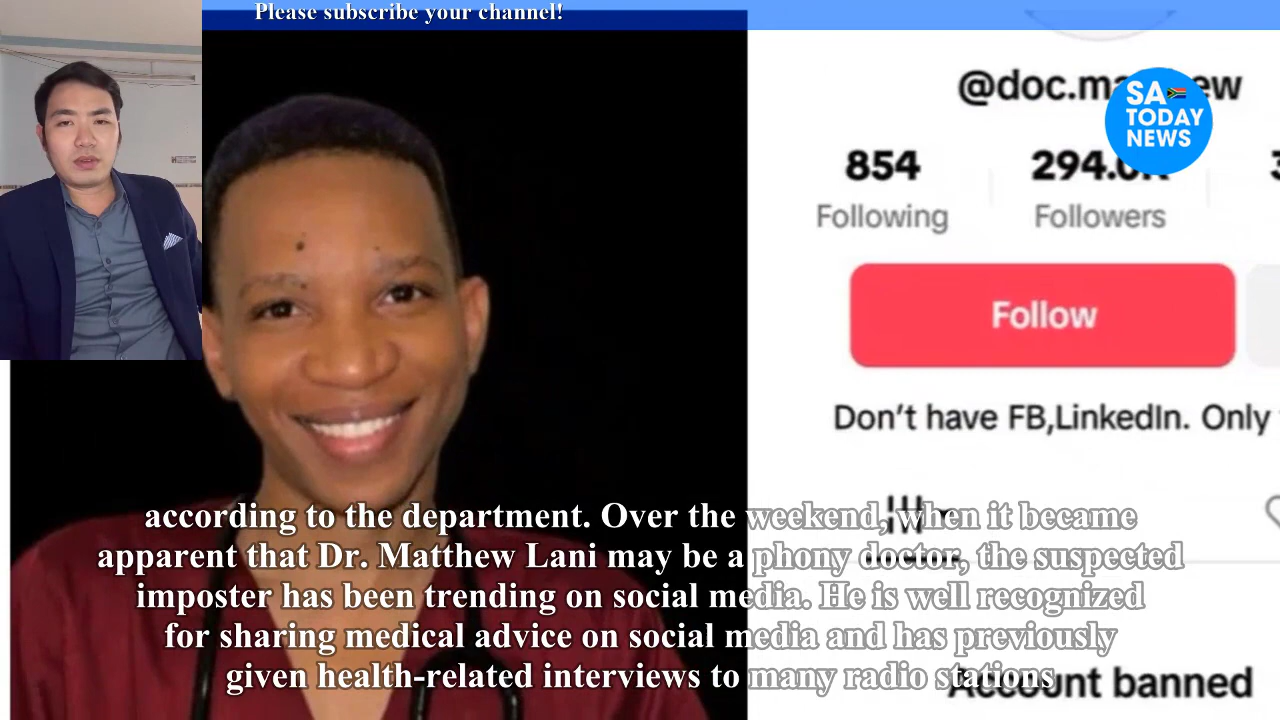 Please subscribe your channel!
SA
TODAY
NEWS
854
Following
Followers
Follow
Don't have FB,LinkedIn. Only
according to the department. Over the weekend, when it became
apparent that Dr. Matthew Lani may be a phony doctor, the suspected
imposter has been trending on social media. He is well recognized
for sharing medical advice on social media and has previously
given health-related interviews to many radio stations
Account banned